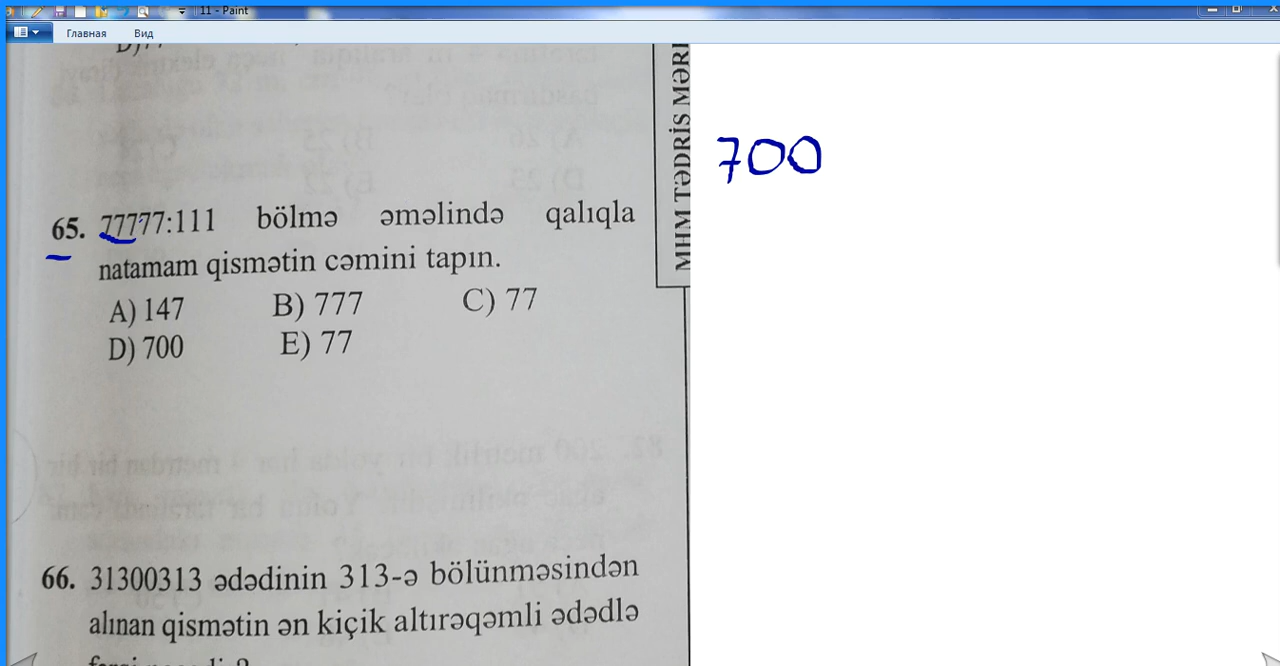 11 - Paint
Главная Вид
MHM TƏDRİS MƏRK
700
65. 77777:111 bölmə əməlində qalıqla
natamam qismətin cəmini tapın.
A) 147 B) 777 C) 77
D) 700 E) 77
66. 31300313 ədədinin 313-ə bölünməsindən
alınan qismətin ən kiçik altırəqəmli ədədlə